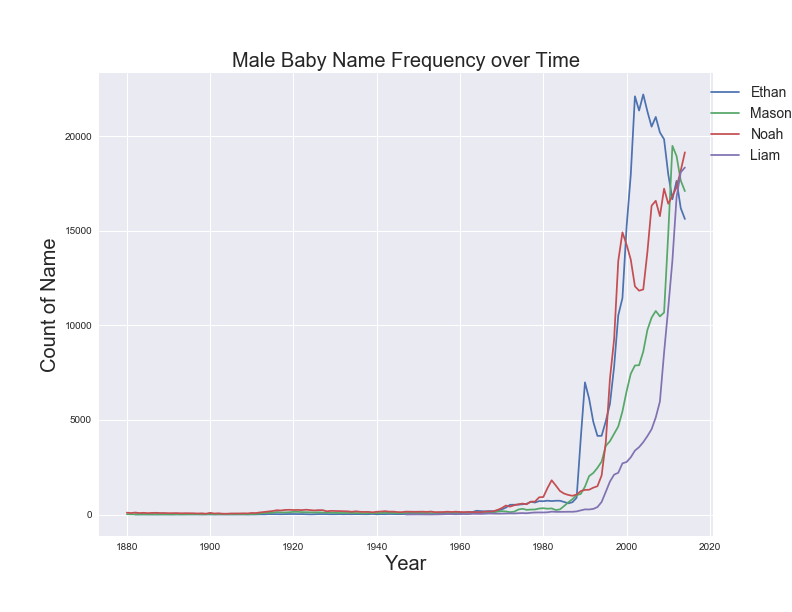 Male Baby Name Frequency over Time
Ethan
Mason
Noah
Liam
20000
15000
10000
5000
0
Count of Name
1880
1900
1920
1940
1960
1980
2000
2020
Year